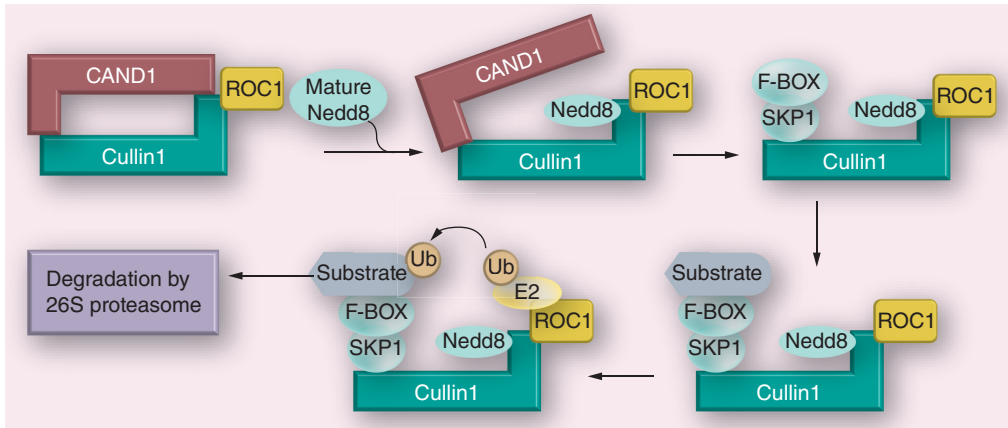 CAND1
ROC1
Cullin1
Mature
Nedd8
CAND1
Nedd8
ROC1
Cullin1
F-BOX
SKP1
Nedd8
ROC1
Cullin1
Substrate
F-BOX
SKP1
Nedd8
ROC1
Cullin1
Substrate
Ub
Ub
E2
F-BOX
ROC1
SKP1
Nedd8
Cullin1
Degradation by
26S proteasome